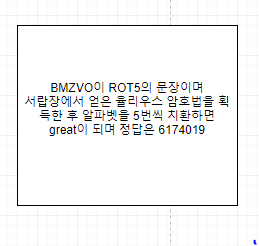 BMZVO이 ROT5의 문장이며
서랍장에서 얻은 율리우스 암호법을 획
득한 후 알파벳을 5번씩 치환하면
great이 되며 정답은 6174019